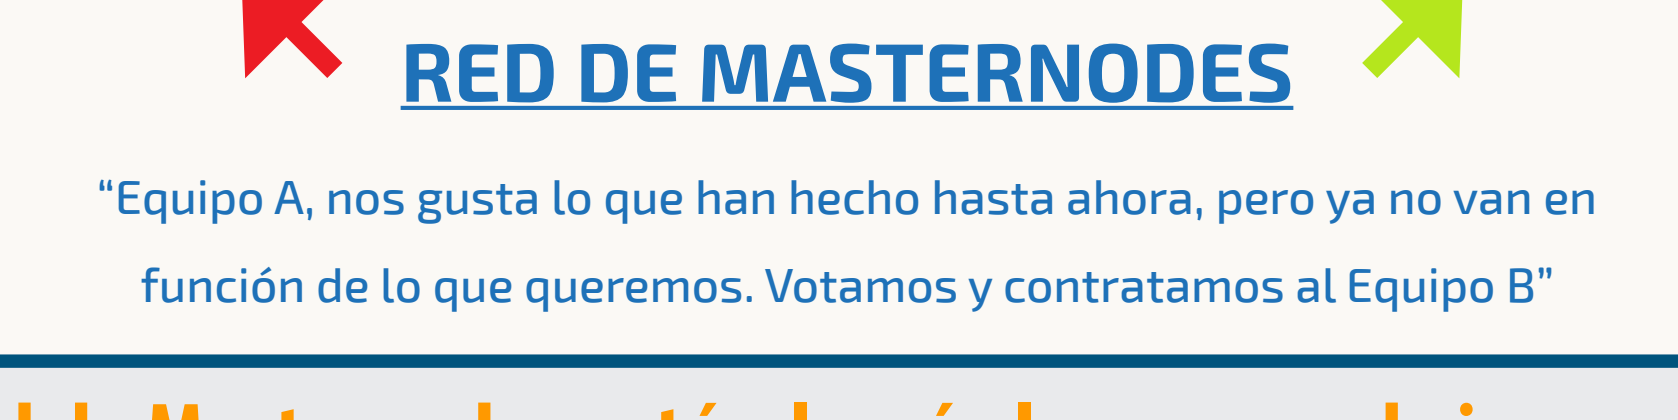 RED DE MASTERNODES
“Equipo A, nos gusta lo que han hecho hasta ahora, pero ya no van en
función de lo que queremos. Votamos y contratamos al Equipo B”